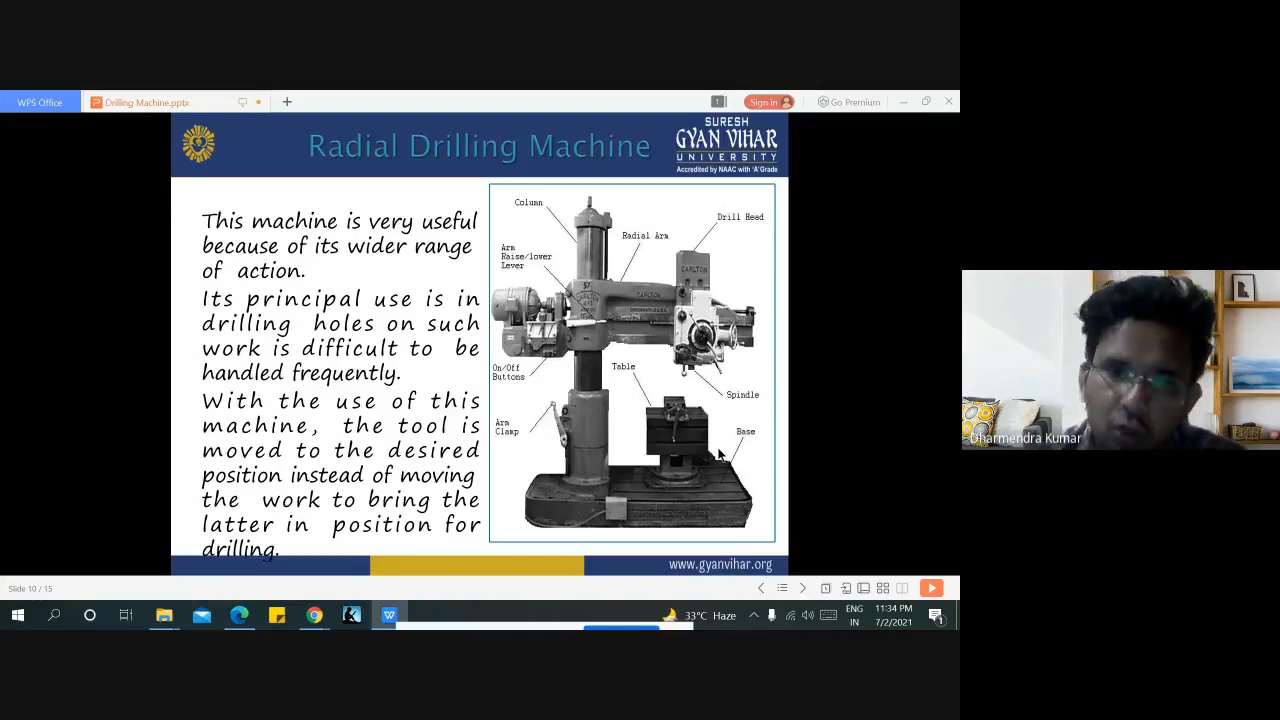 WPS Office
Drilling Machine.pptx
1
Sign in
Go Premium
Radial Drilling Machine
SURESH
GYAN VIHAR
UNIVERSITY
Accredited by NAAC with 'A' Grade
This machine is very useful
because of its wider range
of action.
Its principal use is in
drilling holes on such
work is difficult to be
handled frequently.
With the use of this
machine, the tool is
moved to the desired
position instead of moving
the work to bring the
latter in position for
drilling.
Column
Drill Head
Radial Arm
Arm
Raise/lower
Lever
CARLTON
CARLTON
On/Off
Buttons
Table
Spindle
Arm
Clamp
Base
www.gyanvihar.org
Dharmendra Kumar
Slide 10 / 15
33°C Haze
ENG
IN
11:34 PM
7/2/2021
1